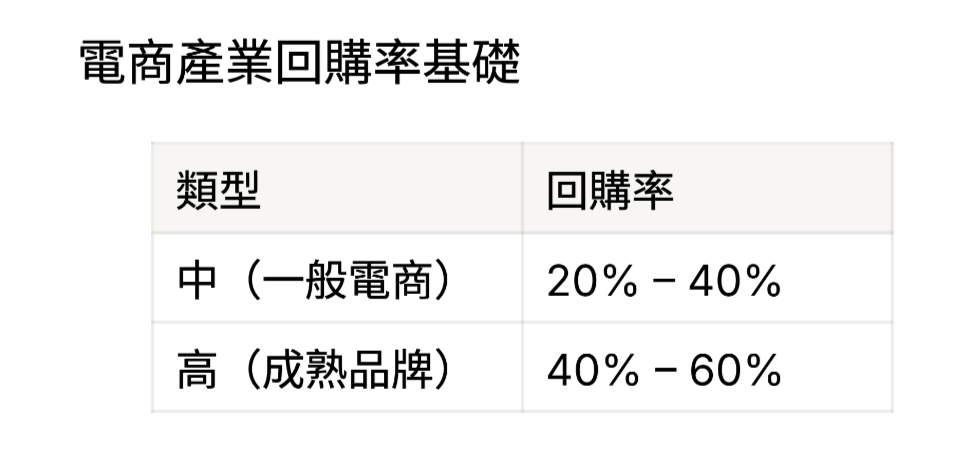 電商產業回購率基礎
類型 回購率
中（一般電商） 20% – 40%
高（成熟品牌） 40% – 60%